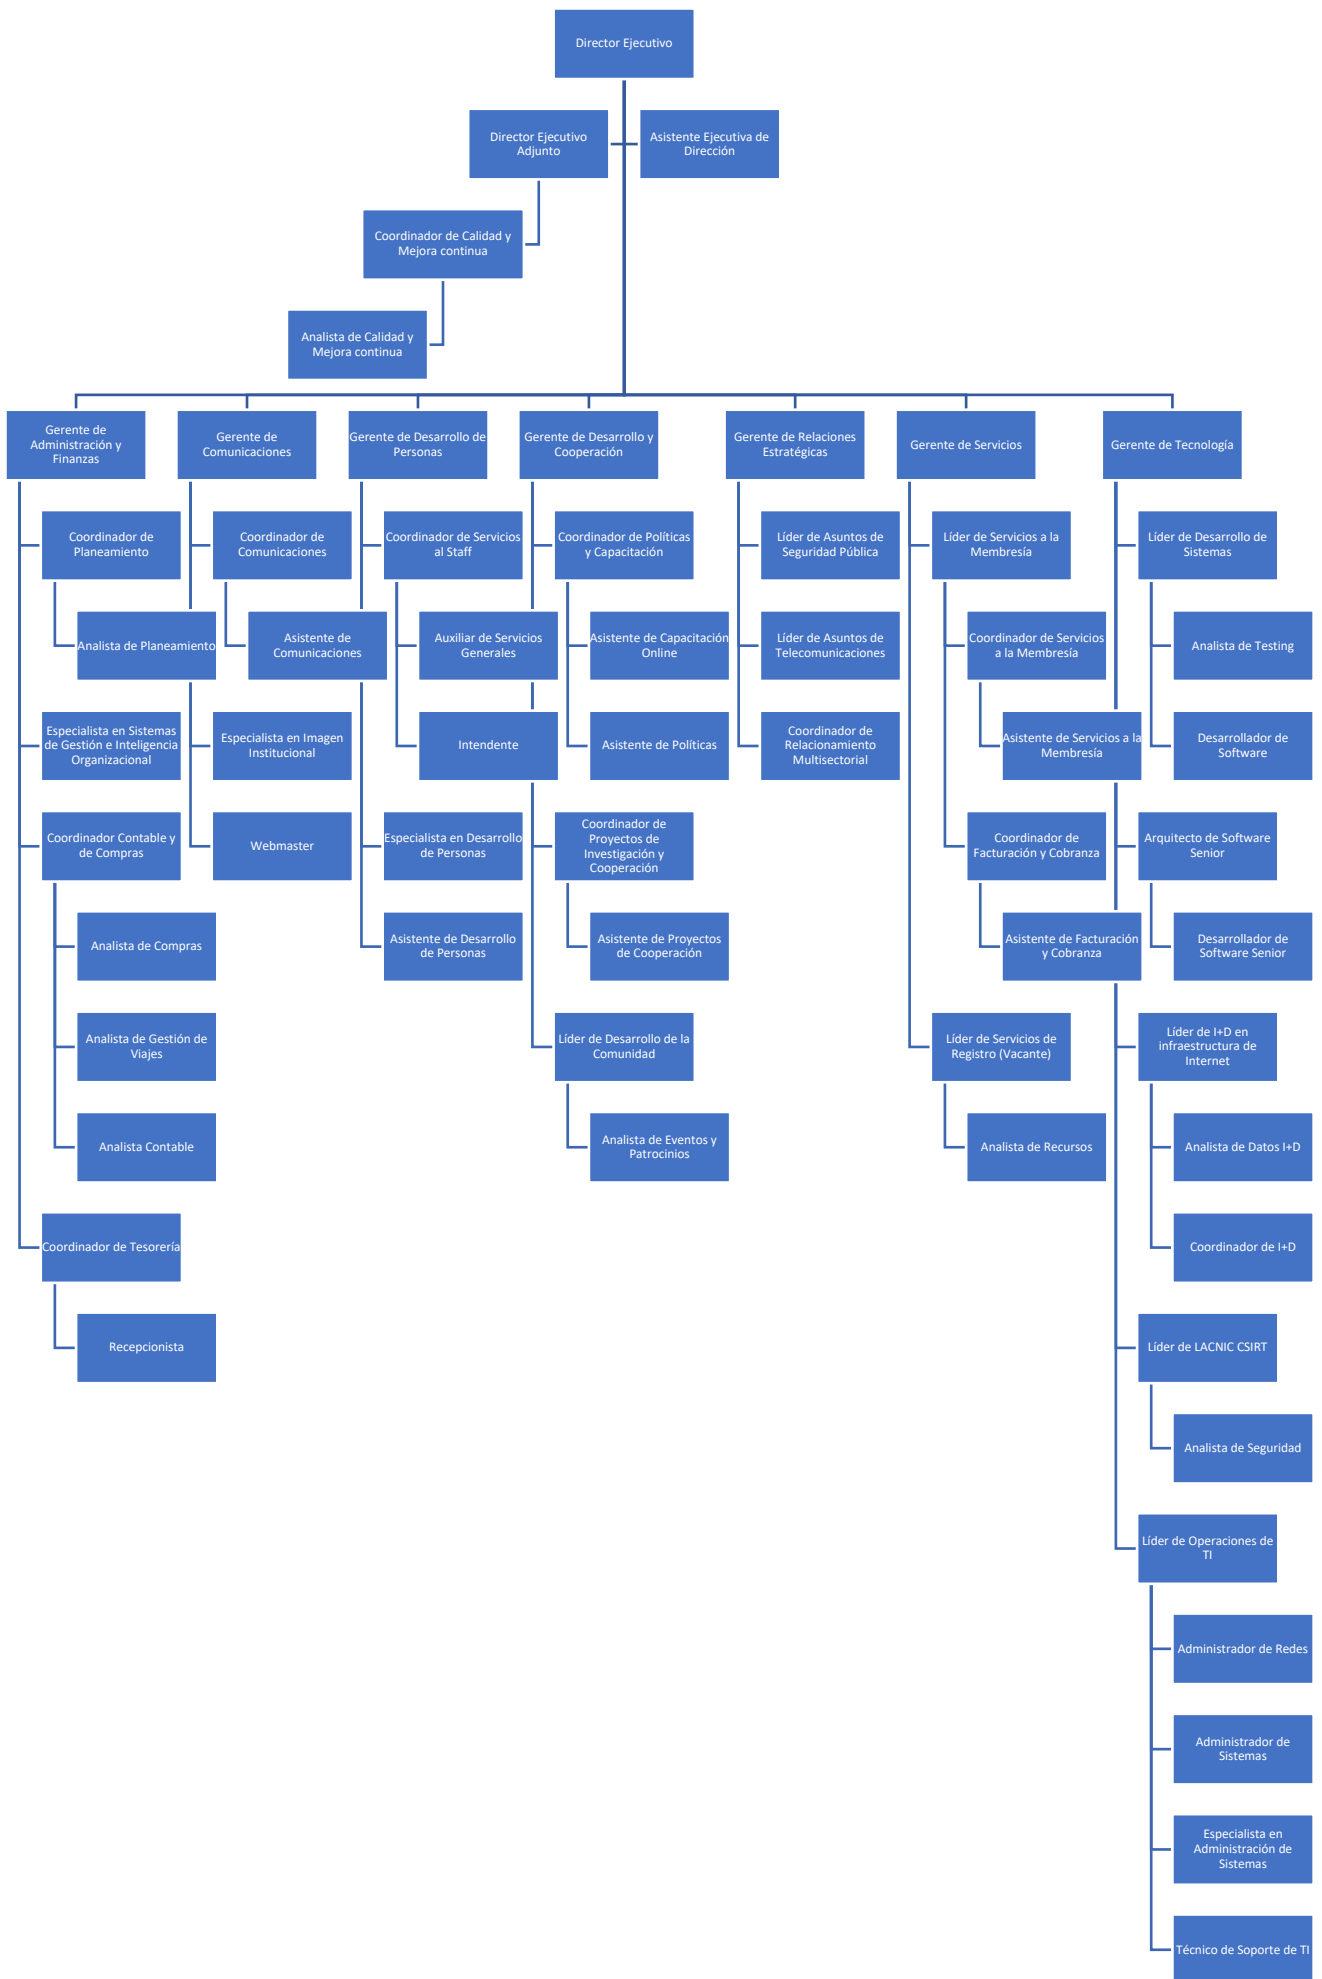 Director Ejecutivo
Director Ejecutivo
Adjunto
Asistente Ejecutiva de
Dirección
Coordinador de Calidad y
Mejora continua
Analista de Calidad y
Mejora continua
Gerente de
Administración y
Finanzas
Coordinador de
Planeamiento
Analista de Planeamiento
Especialista en Sistemas
de Gestión e Inteligencia
Organizacional
Coordinador Contable y
de Compras
Analista de Compras
Analista de Gestión de
Viajes
Analista Contable
Coordinador de Tesorería
Recepcionista
Gerente de
Comunicaciones
Coordinador de
Comunicaciones
Asistente de
Comunicaciones
Especialista en Imagen
Institucional
Webmaster
Gerente de Desarrollo de
Personas
Coordinador de Servicios
al Staff
Auxiliar de Servicios
Generales
Intendente
Especialista en Desarrollo
de Personas
Asistente de Desarrollo
de Personas
Gerente de Desarrollo y
Cooperación
Coordinador de Políticas
y Capacitación
Asistente de Capacitación
Online
Asistente de Políticas
Coordinador de
Proyectos de
Investigación y
Cooperación
Asistente de Proyectos
de Cooperación
Líder de Desarrollo de la
Comunidad
Analista de Eventos y
Patrocinios
Gerente de Relaciones
Estratégicas
Líder de Asuntos de
Seguridad Pública
Líder de Asuntos de
Telecomunicaciones
Coordinador de
Relacionamiento
Multisectorial
Gerente de Servicios
Líder de Servicios a la
Membresía
Coordinador de Servicios
a la Membresía
Asistente de Servicios a la
Membresía
Coordinador de
Facturación y Cobranza
Asistente de Facturación
y Cobranza
Líder de Servicios de
Registro (Vacante)
Analista de Recursos
Gerente de Tecnología
Líder de Desarrollo de
Sistemas
Analista de Testing
Desarrollador de
Software
Arquitecto de Software
Senior
Desarrollador de
Software Senior
Líder de I+D en
infraestructura de
Internet
Analista de Datos I+D
Coordinador de I+D
Líder de LACNIC CSIRT
Analista de Seguridad
Líder de Operaciones de
TI
Administrador de Redes
Administrador de
Sistemas
Especialista en
Administración de
Sistemas
Técnico de Soporte de TI